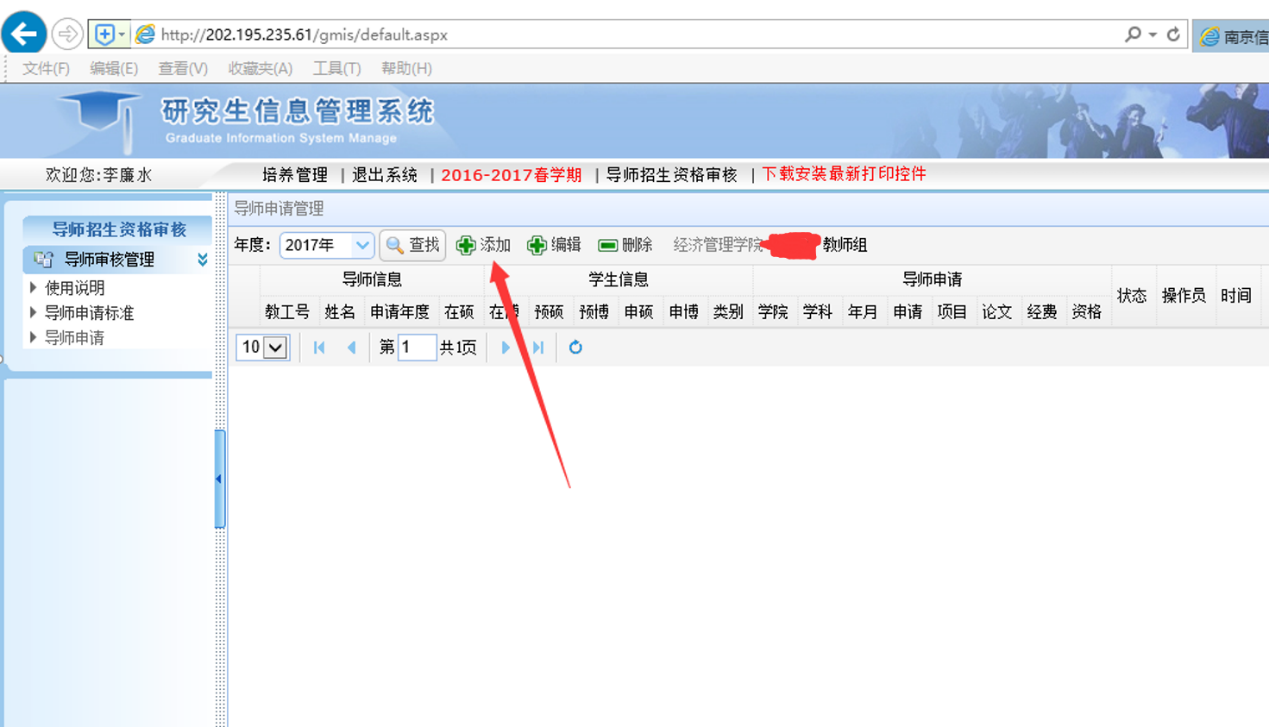 http://202.195.235.61/gmis/default.aspx
南京信
文件(F) 编辑(E) 查看(V) 收藏夹(A) 工具(T) 帮助(H)
研究生信息管理系统
Graduate Information System Manage
欢迎您:李廉水
培养管理 | 退出系统 | 2016-2017春学期 | 导师招生资格审核 | 下载安装最新打印控件
导师招生资格审核
导师审核管理
使用说明
导师申请标准
导师申请
导师申请管理
年度: 2017年 查找 添加 编辑 删除 经济管理学院 教师组
导师信息 学生信息 导师申请 状态 操作员 时间
教工号 姓名 申请年度 在硕 在博 预硕 预博 申硕 申博 类别 学院 学科 年月 申请 项目 论文 经费 资格
10 第 1 共1页